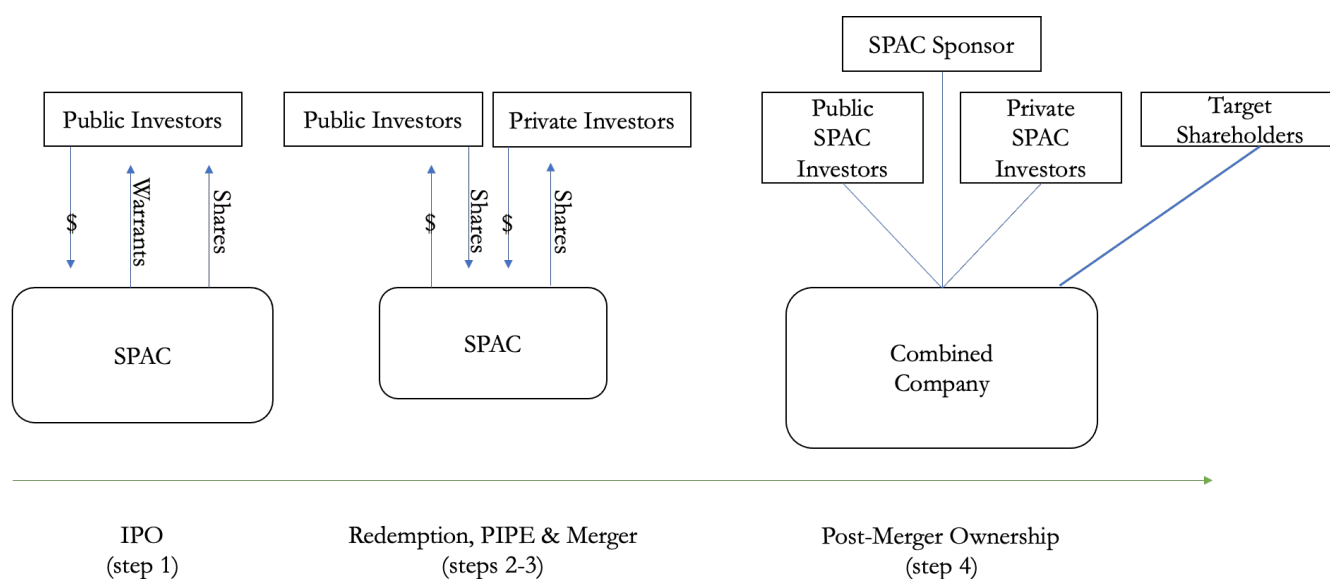 Public Investors
$
Warrants
Shares
SPAC
IPO
(step 1)
Public Investors
Private Investors
$
Shares
$
Shares
SPAC
Redemption, PIPE & Merger
(steps 2-3)
SPAC Sponsor
Public
SPAC
Investors
Private
SPAC
Investors
Target
Shareholders
Combined
Company
Post-Merger Ownership
(step 4)